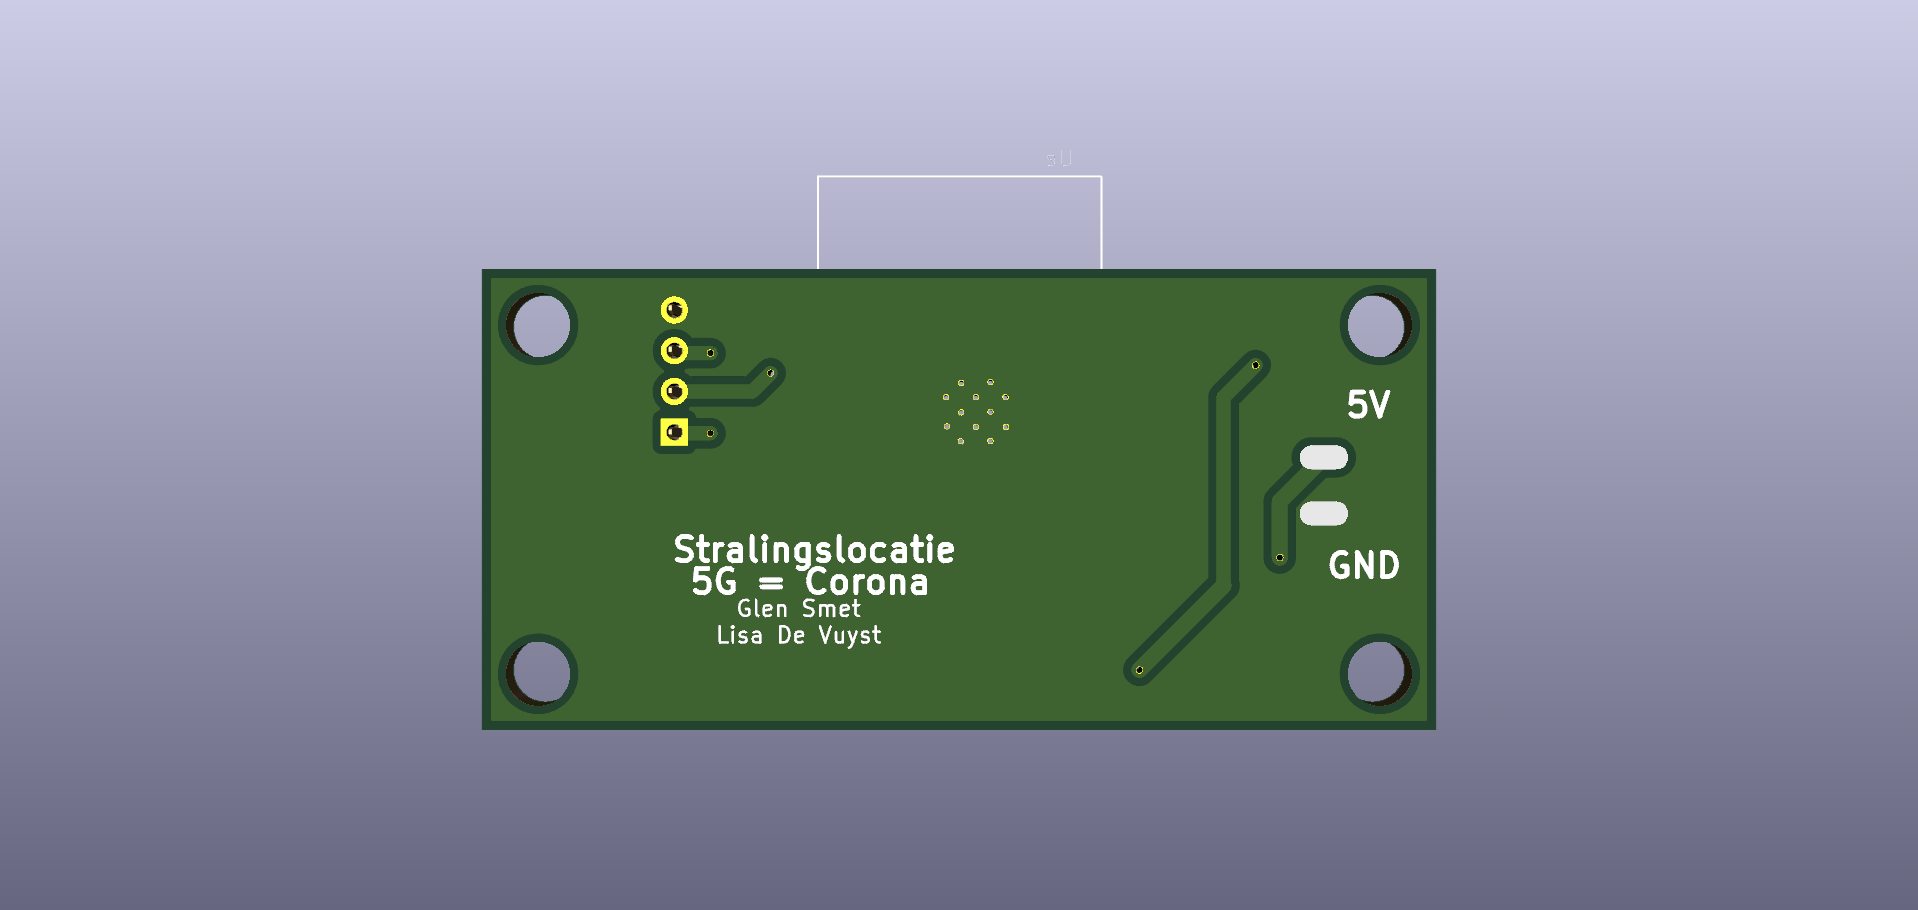 5V
Stralingslocatie
5G = Corona
GND
Glen Smet
Lisa De Vuyst